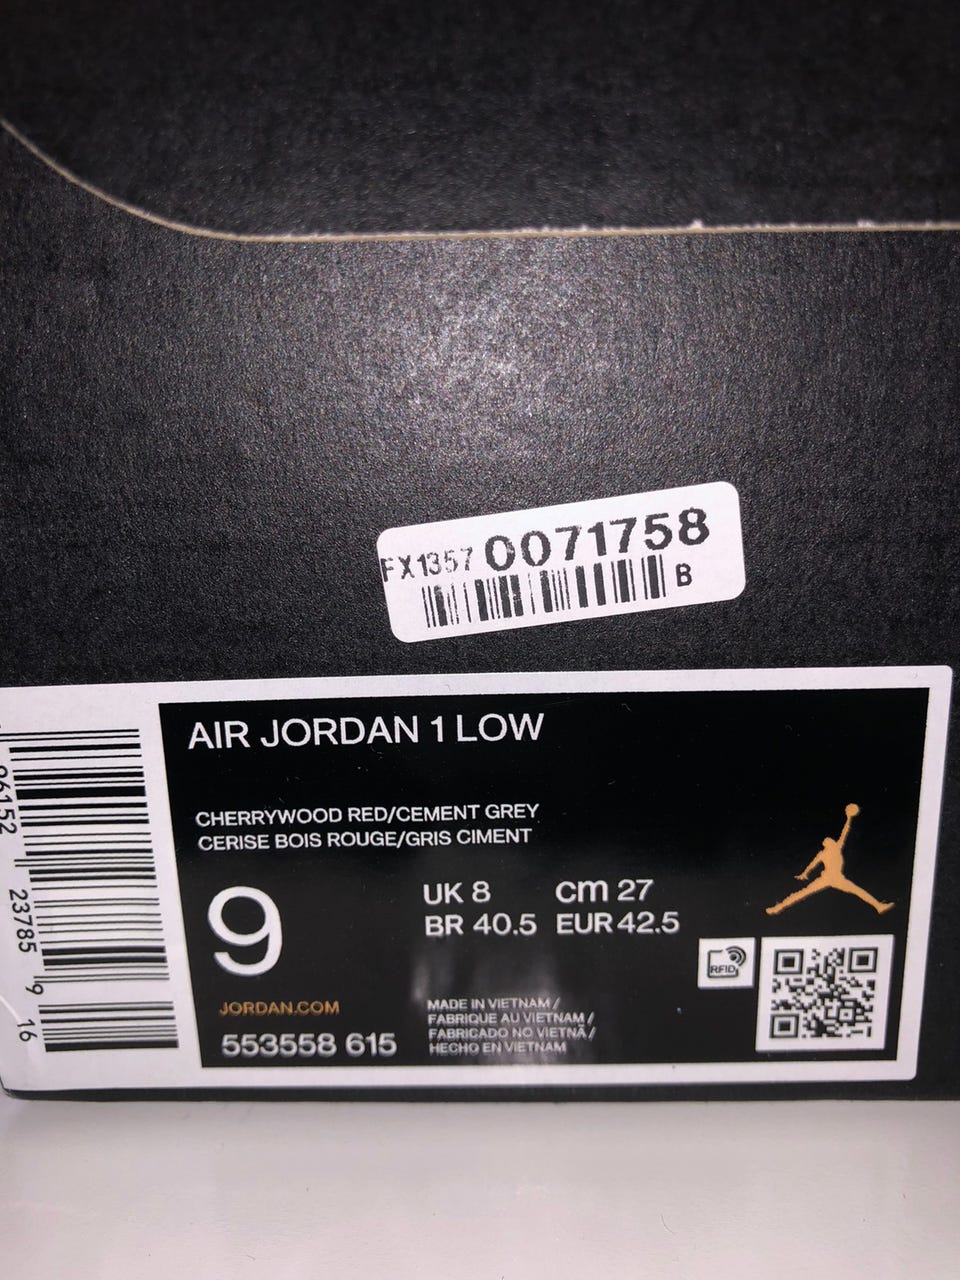 FX1357 0071758
B
AIR JORDAN 1 LOW
CHERRYWOOD RED/CEMENT GREY
CERISE BOIS ROUGE/GRIS CIMENT
9
UK 8 cm 27
BR 40.5 EUR 42.5
RFID
JORDAN.COM
553558 615
MADE IN VIETNAM /
FABRIQUE AU VIETNAM /
FABRICADO NO VIETNÃ /
HECHO EN VIETNAM
23785 9 16